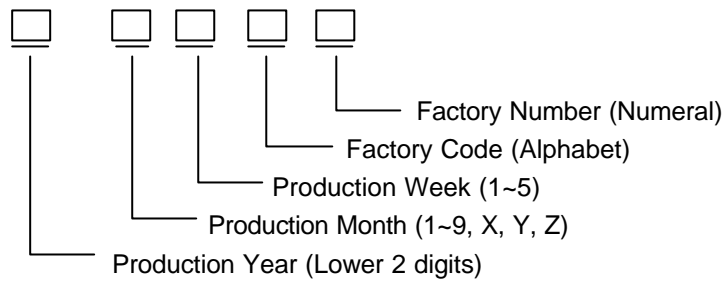 Factory Number (Numeral)
Factory Code (Alphabet)
Production Week (1~5)
Production Month (1~9, X, Y, Z)
Production Year (Lower 2 digits)